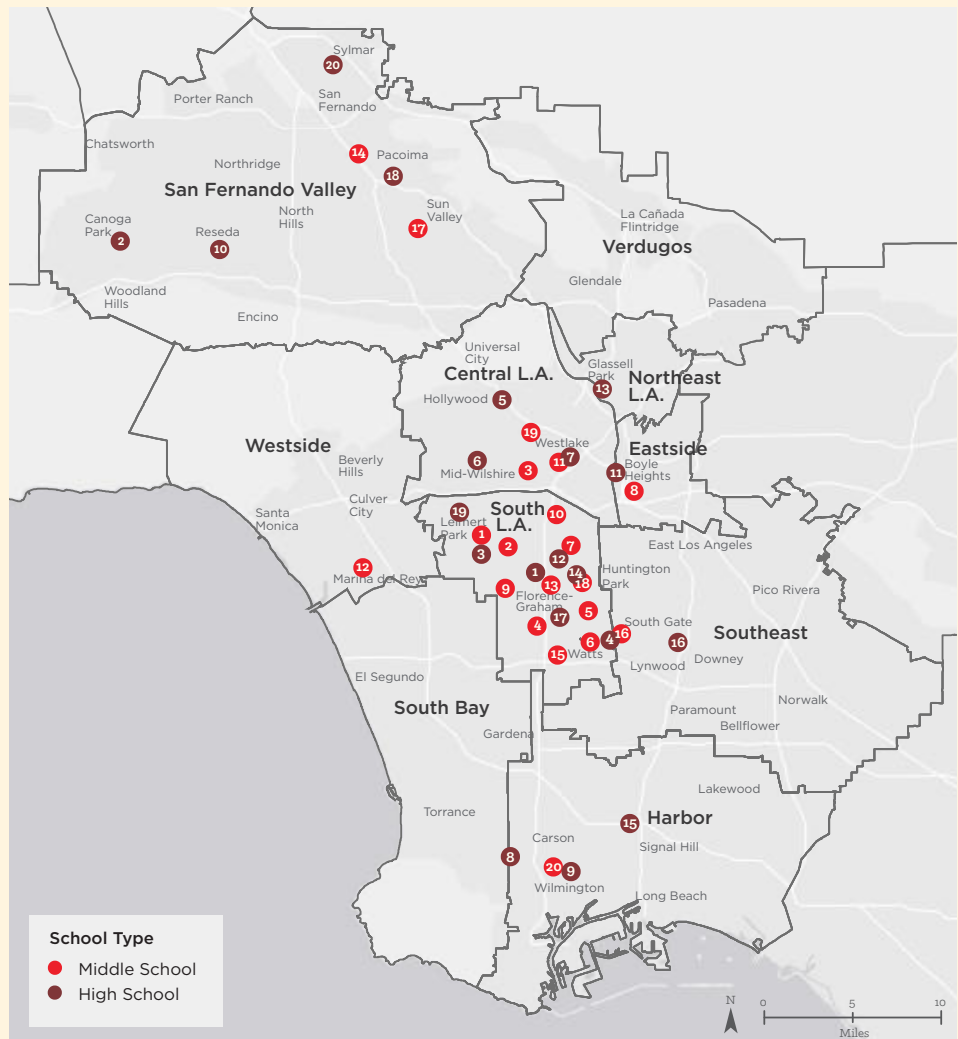 Sylmar
20
San
Fernando
Porter Ranch
Chatsworth
14
Pacoima
Northridge
18
San Fernando Valley
North
Hills
Sun
Valley
17
Canoga
Park
2
Reseda
10
Woodland
Hills
Encino
La Cañada
Flintridge
Verdugos
Glendale
Pasadena
Universal
City
Central L.A.
Hollywood
5
Glassell
Park
13
Northeast
L.A.
19
Westlake
6
Mid-Wilshire
3
11
7
Eastside
11
Boyle
Heights
8
Westside
Beverly
Hills
Culver
City
Santa
Monica
12
Marina del Rey
19
South
L.A.
10
Leimert
Park
1
3
2
7
12
1
14
13
18
9
Florence-
Graham
17
5
4
6
4
16
15
Watts
East Los Angeles
Huntington
Park
Pico Rivera
South Gate
16
Southeast
Lynwood
Downey
Norwalk
Paramount
Bellflower
El Segundo
South Bay
Gardena
Torrance
Lakewood
15
Harbor
Signal Hill
Carson
8
20
9
Wilmington
Long Beach
School Type
Middle School
High School
N
0
5
10
Miles